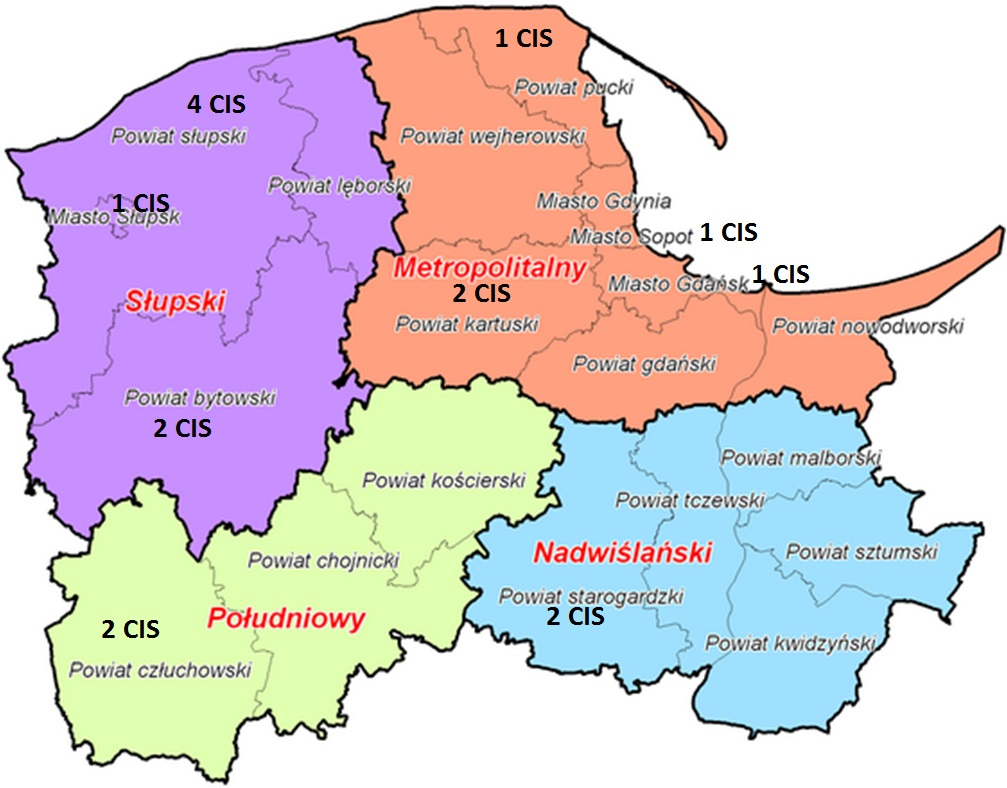 1 CIS
Powiat pucki
4 CIS
Powiat słupski
Powiat wejherowski
Powiat lęborski
1 CIS
Miasto Słupsk
Miasto Gdynia
Miasto Sopot
1 CIS
Metropolitalny
Miasto Gdańsk
1 CIS
2 CIS
Słupski
Powiat kartuski
Powiat nowodworski
Powiat gdański
Powiat bytowski
2 CIS
Powiat malborski
Powiat kościerski
Powiat tczewski
Nadwiślański
Powiat sztumski
Powiat chojnicki
Powiat starogardzki
2 CIS
Południowy
2 CIS
Powiat kwidzyński
Powiat człuchowski